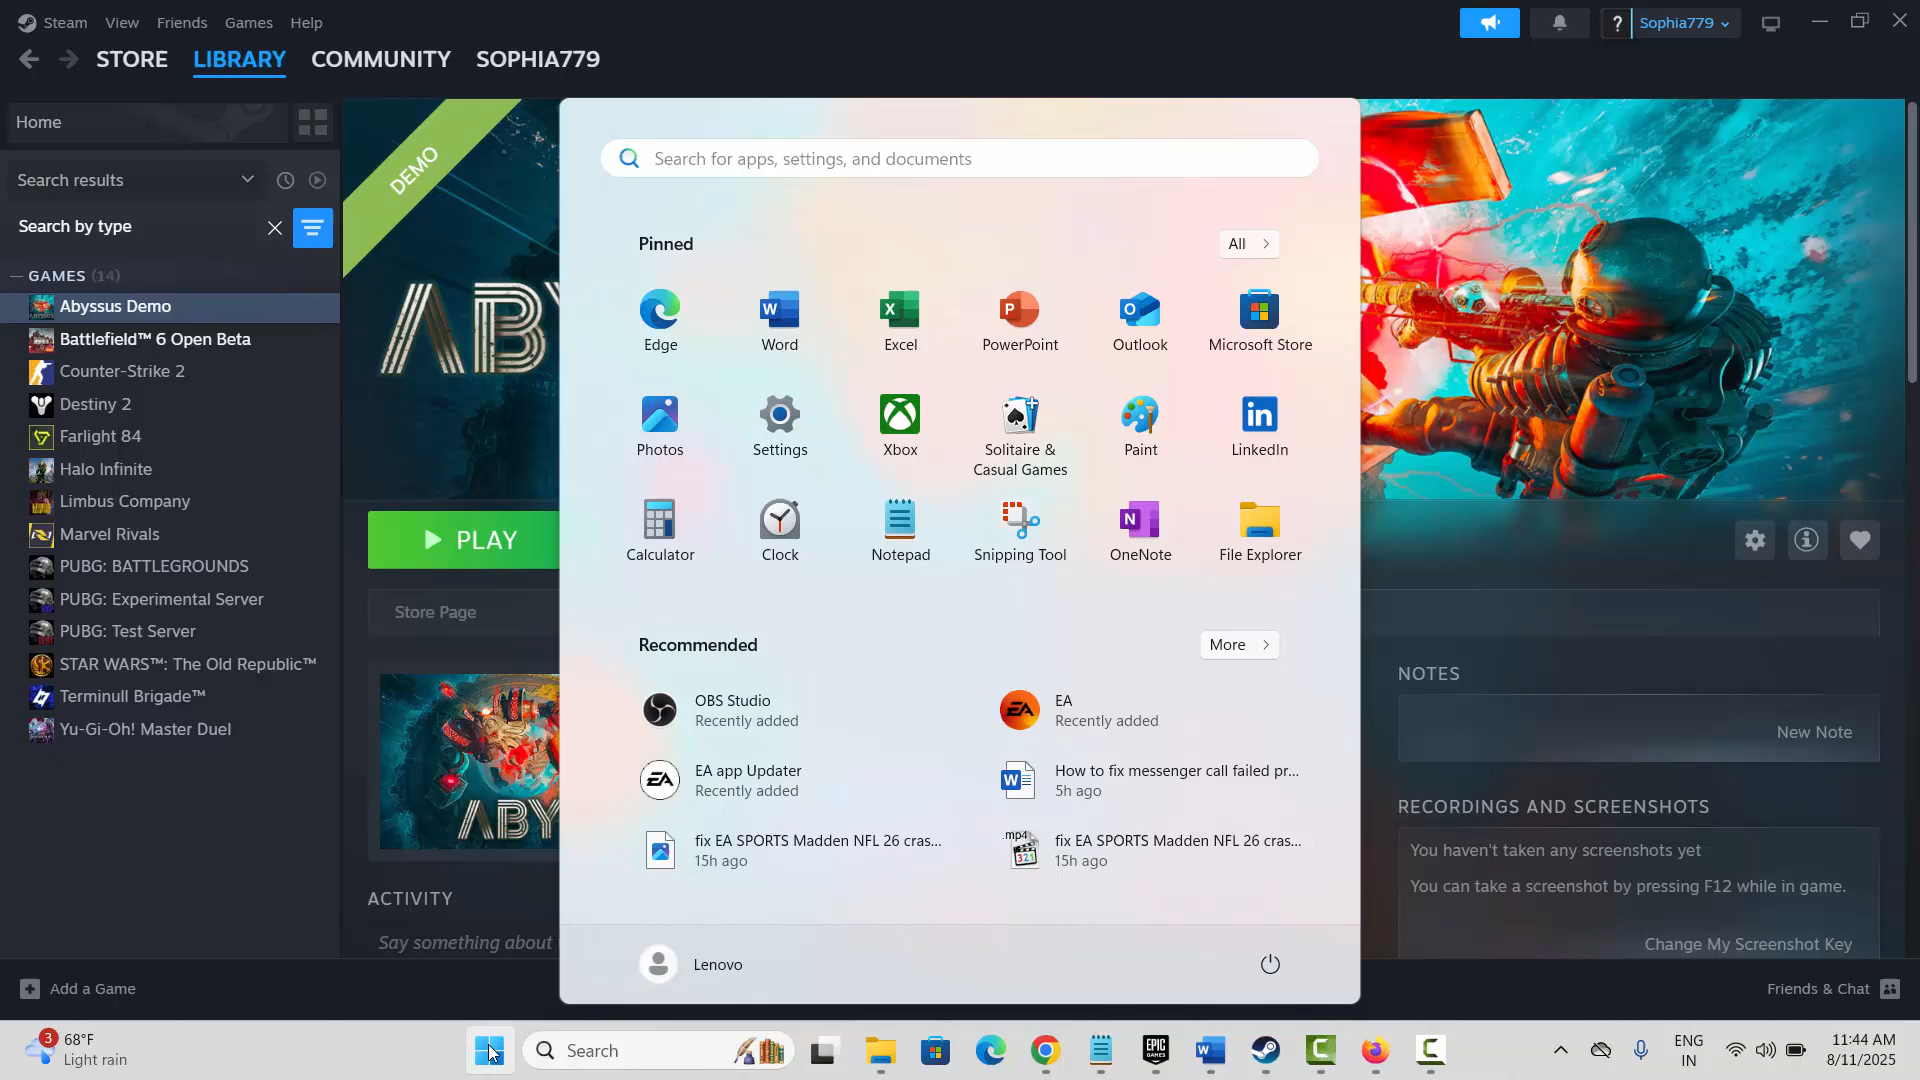 Steam View Friends Games Help
? Sophia779
STORE LIBRARY COMMUNITY SOPHIA779
Home
Search results
Search by type
GAMES (14)
Abyssus Demo
Battlefield™ 6 Open Beta
Counter-Strike 2
Destiny 2
Farlight 84
Halo Infinite
Limbus Company
Marvel Rivals
PUBG: BATTLEGROUNDS
PUBG: Experimental Server
PUBG: Test Server
STAR WARS™: The Old Republic™
Terminull Brigade™
Yu-Gi-Oh! Master Duel
Add a Game
DEMO
ABY
PLAY
Store Page
ABY
ACTIVITY
Say something about
Search for apps, settings, and documents
Pinned
All
Edge
Word
Excel
PowerPoint
Outlook
Microsoft Store
Photos
Settings
Xbox
Solitaire &
Casual Games
Paint
LinkedIn
Calculator
Clock
Notepad
Snipping Tool
OneNote
File Explorer
Recommended
More
OBS Studio
Recently added
EA
Recently added
EA app Updater
Recently added
How to fix messenger call failed pr...
5h ago
fix EA SPORTS Madden NFL 26 cras...
15h ago
.mp4
321
fix EA SPORTS Madden NFL 26 cras...
15h ago
Lenovo
NOTES
New Note
RECORDINGS AND SCREENSHOTS
You haven't taken any screenshots yet
You can take a screenshot by pressing F12 while in game.
Change My Screenshot Key
Friends & Chat
3
68°F
Light rain
Search
EPIC
GAMES
ENG
IN
11:44 AM
8/11/2025